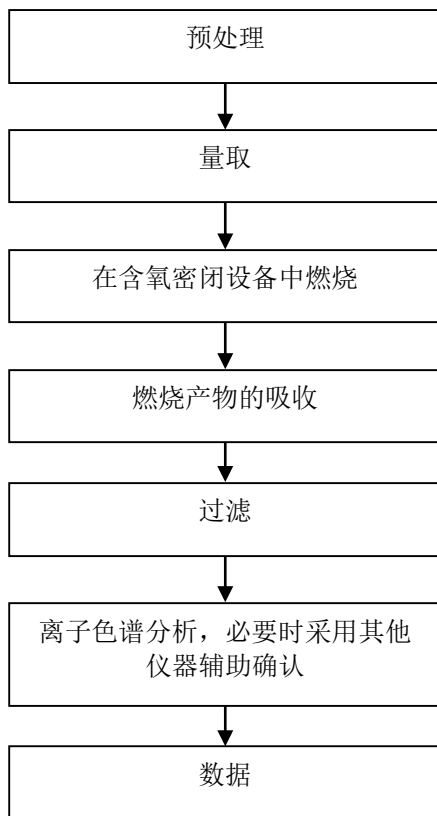 预处理
量取
在含氧密闭设备中燃烧
燃烧产物的吸收
过滤
离子色谱分析，必要时采用其他
仪器辅助确认
数据